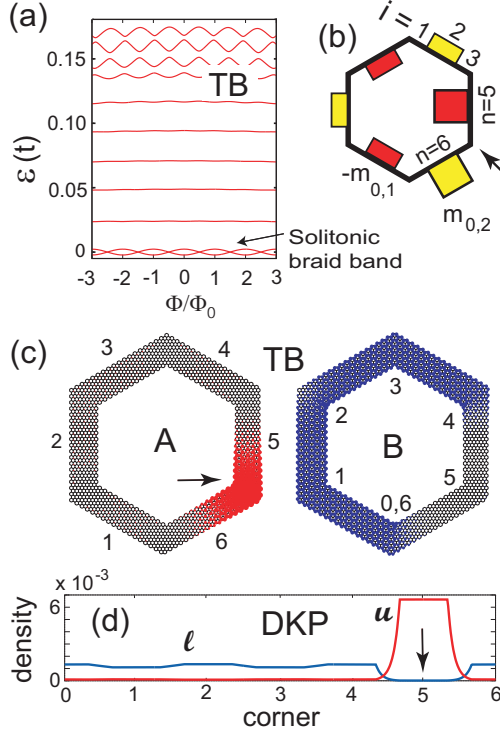 (a)
0.15
0.10
0.05
0
ε (t)
TB
Solitonic
braid band
-3 -2 -1 0 1 2 3
Φ/Φ0
(b)
i = 1 2 3
n=5
n=6
-m0,1
m0,2
(c)
TB
3 4
2 A 5
1 6
3
2 4
B
1 5
0,6
(d)
x 10-3
6
0
density
ℓ DKP u
0 1 2 3 4 5 6
corner